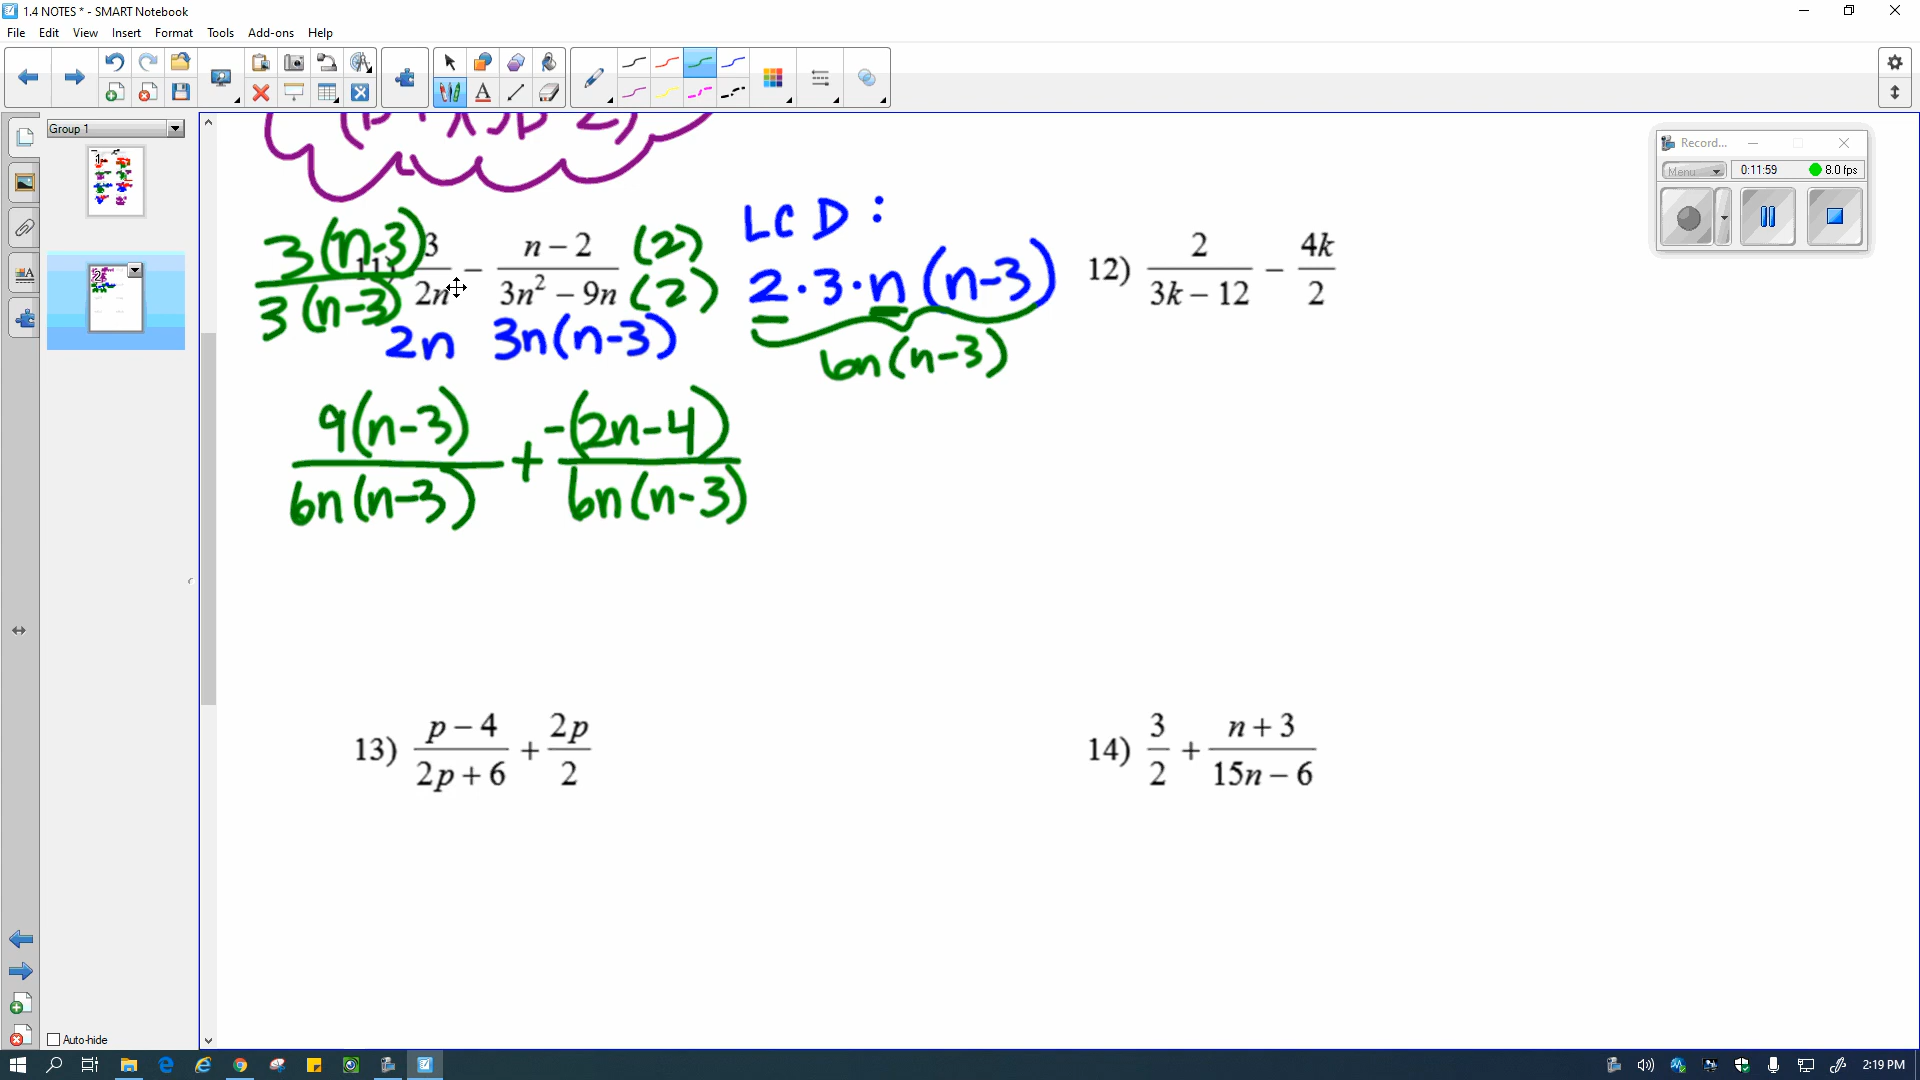 1.4 NOTES * - SMART Notebook
File Edit View Insert Format Tools Add-ons Help
Group 1
Record...
Menu 0:11:59 8.0 fps
LCD:
3(n-3)
3(n-3)
11) 3/2n - (n - 2)/(3n² - 9n) (2)/(2)
2n 3n(n-3)
2·3·n(n-3)
6n(n-3)
12) 2/(3k - 12) - 4k/2
9(n-3)/6n(n-3) + -(2n-4)/6n(n-3)
13) (p - 4)/(2p + 6) + 2p/2
14) 3/2 + (n + 3)/(15n - 6)
Auto-hide
2:19 PM